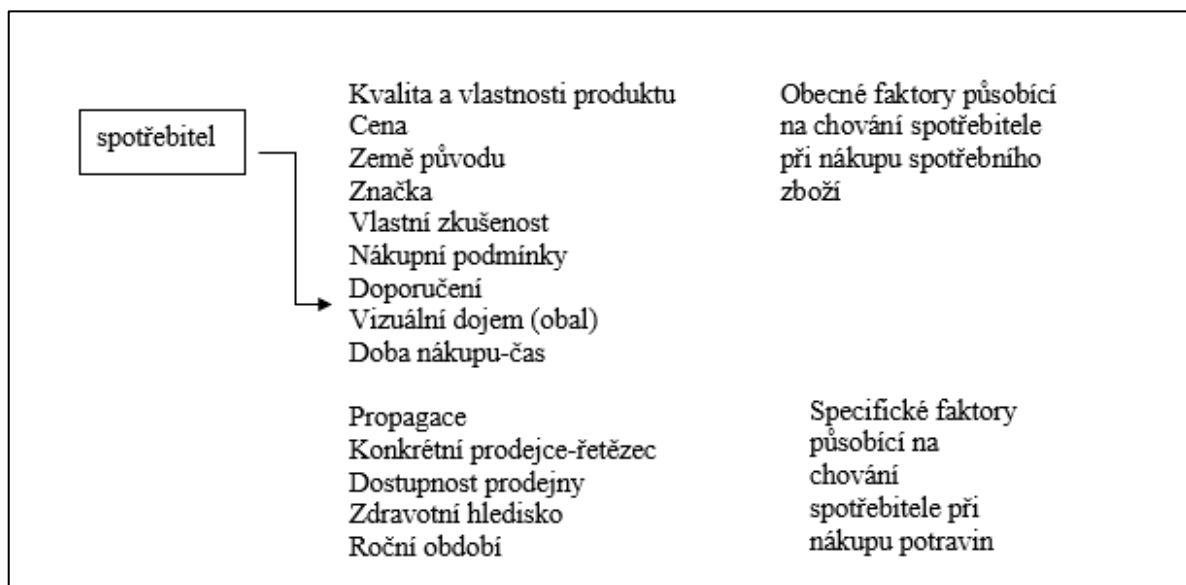 spotřebitel
Kvalita a vlastnosti produktu
Cena
Země původu
Značka
Vlastní zkušenost
Nákupní podmínky
Doporučení
Vizuální dojem (obal)
Doba nákupu-čas
Obecné faktory působící
na chování spotřebitele
při nákupu spotřebního
zboží
Propagace
Konkrétní prodejce-řetězec
Dostupnost prodejny
Zdravotní hledisko
Roční období
Specifické faktory
působící na
chování
spotřebitele při
nákupu potravin